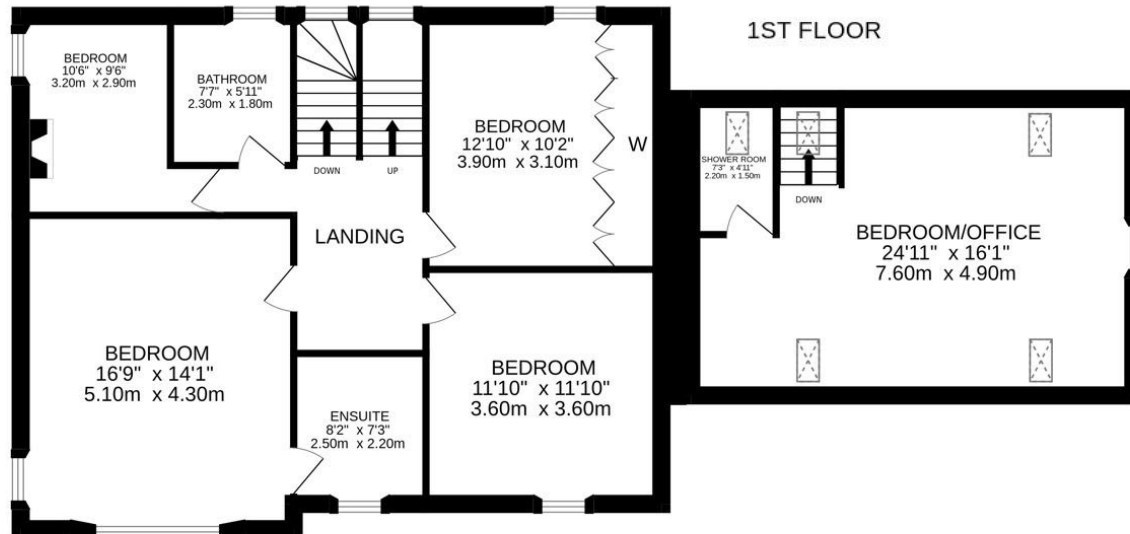 1ST FLOOR
BEDROOM
10'6" x 9'6"
3.20m x 2.90m
BATHROOM
7'7" x 5'11"
2.30m x 1.80m
DOWN
UP
BEDROOM
12'10" x 10'2"
3.90m x 3.10m
W
SHOWER ROOM
7'3" x 4'11"
2.20m x 1.50m
DOWN
BEDROOM/OFFICE
24'11" x 16'1"
7.60m x 4.90m
LANDING
BEDROOM
16'9" x 14'1"
5.10m x 4.30m
ENSUITE
8'2" x 7'3"
2.50m x 2.20m
BEDROOM
11'10" x 11'10"
3.60m x 3.60m